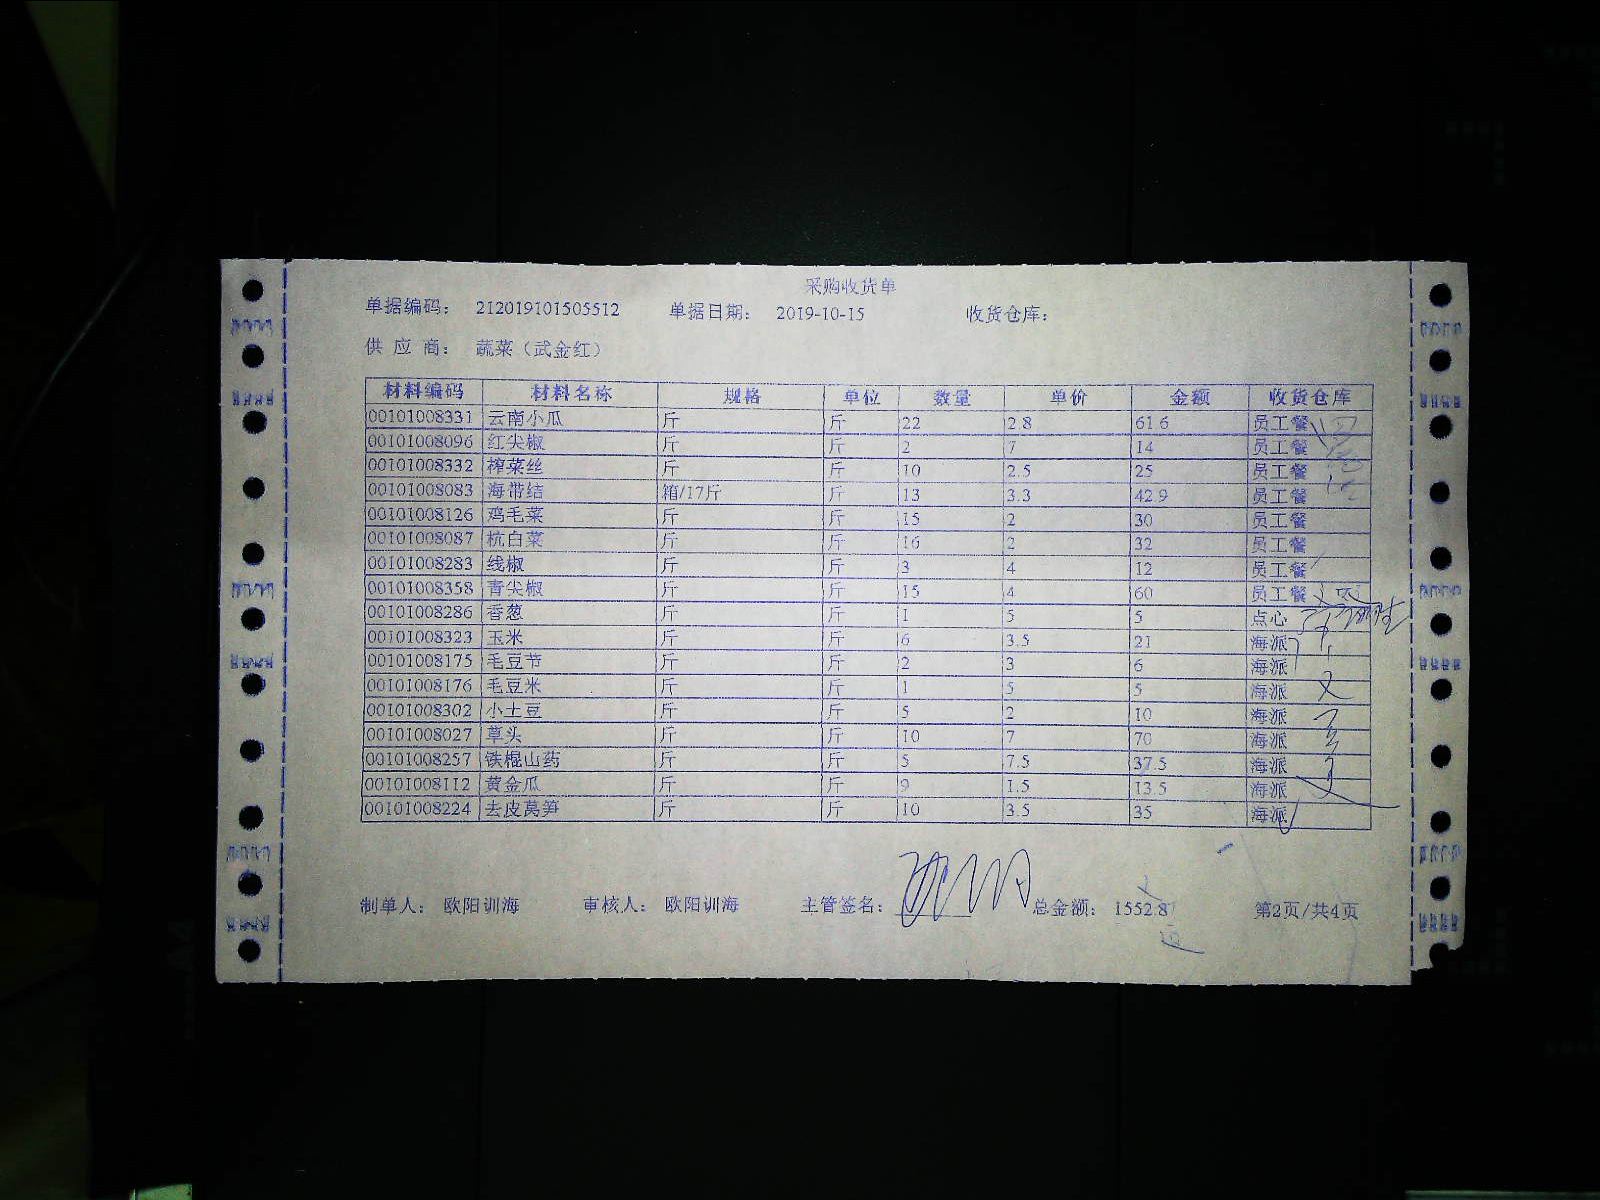 采购收货单
单据编码： 212019101505512 单据日期： 2019-10-15 收货仓库：
供 应 商： 蔬菜（武金红）
材料编码 材料名称 规格 单位 数量 单价 金额 收货仓库
00101008331 云南小瓜 斤 斤 22 2.8 61.6 员工餐
00101008096 红尖椒 斤 斤 2 7 14 员工餐
00101008332 榨菜丝 斤 斤 10 2.5 25 员工餐
00101008083 海带结 箱/17斤 斤 13 3.3 42.9 员工餐
00101008126 鸡毛菜 斤 斤 15 2 30 员工餐
00101008087 杭白菜 斤 斤 16 2 32 员工餐
00101008283 线椒 斤 斤 3 4 12 员工餐
00101008358 青尖椒 斤 斤 15 4 60 员工餐
00101008286 香葱 斤 斤 1 5 5 点心
00101008323 玉米 斤 斤 6 3.5 21 海派
00101008175 毛豆节 斤 斤 2 3 6 海派
00101008176 毛豆米 斤 斤 1 5 5 海派
00101008302 小土豆 斤 斤 5 2 10 海派
00101008027 草头 斤 斤 10 7 70 海派
00101008257 铁棍山药 斤 斤 5 7.5 37.5 海派
00101008112 黄金瓜 斤 斤 9 1.5 13.5 海派
00101008224 去皮莴笋 斤 斤 10 3.5 35 海派
制单人： 欧阳训海 审核人： 欧阳训海 主管签名： 总金额： 1552.8 第2页/共4页